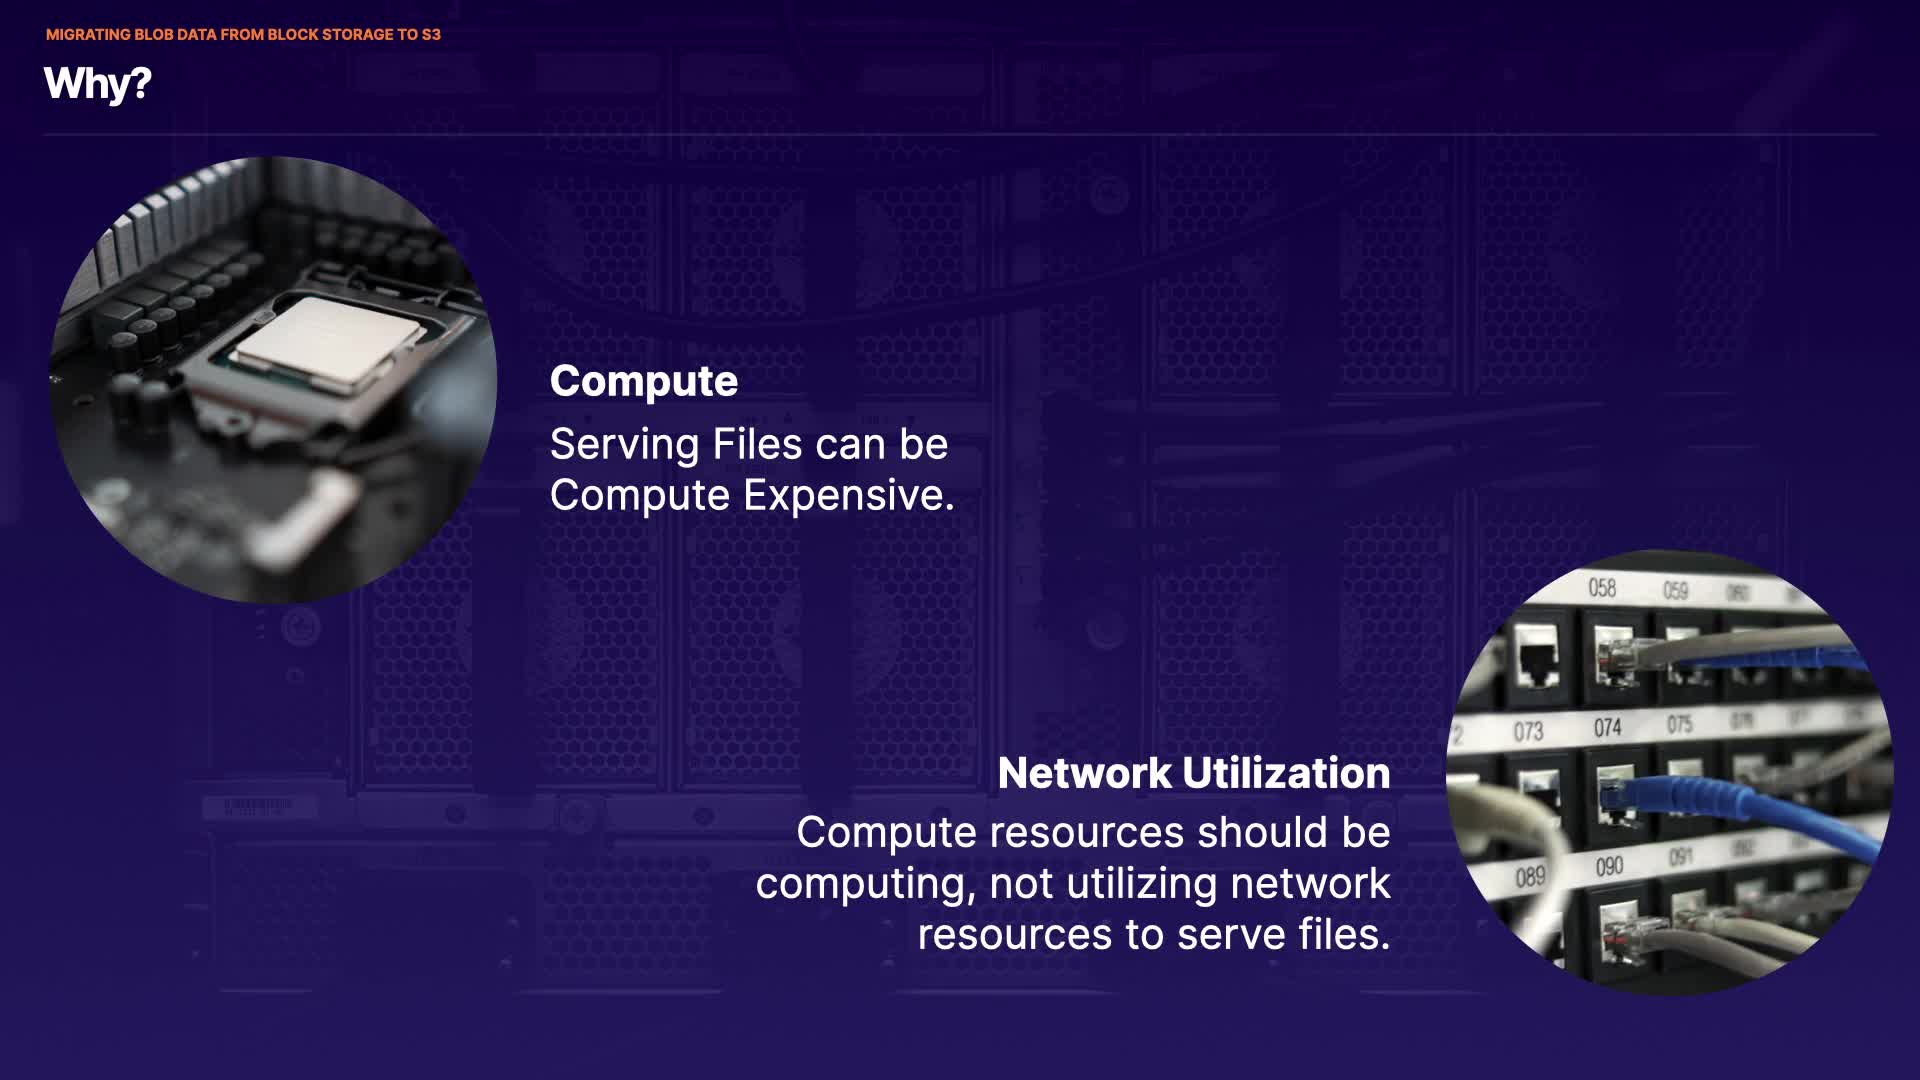 MIGRATING BLOB DATA FROM BLOCK STORAGE TO S3
Why?
Compute
Serving Files can be
Compute Expensive.
058 059
073 074 075
089 090 091
Network Utilization
Compute resources should be
computing, not utilizing network
resources to serve files.